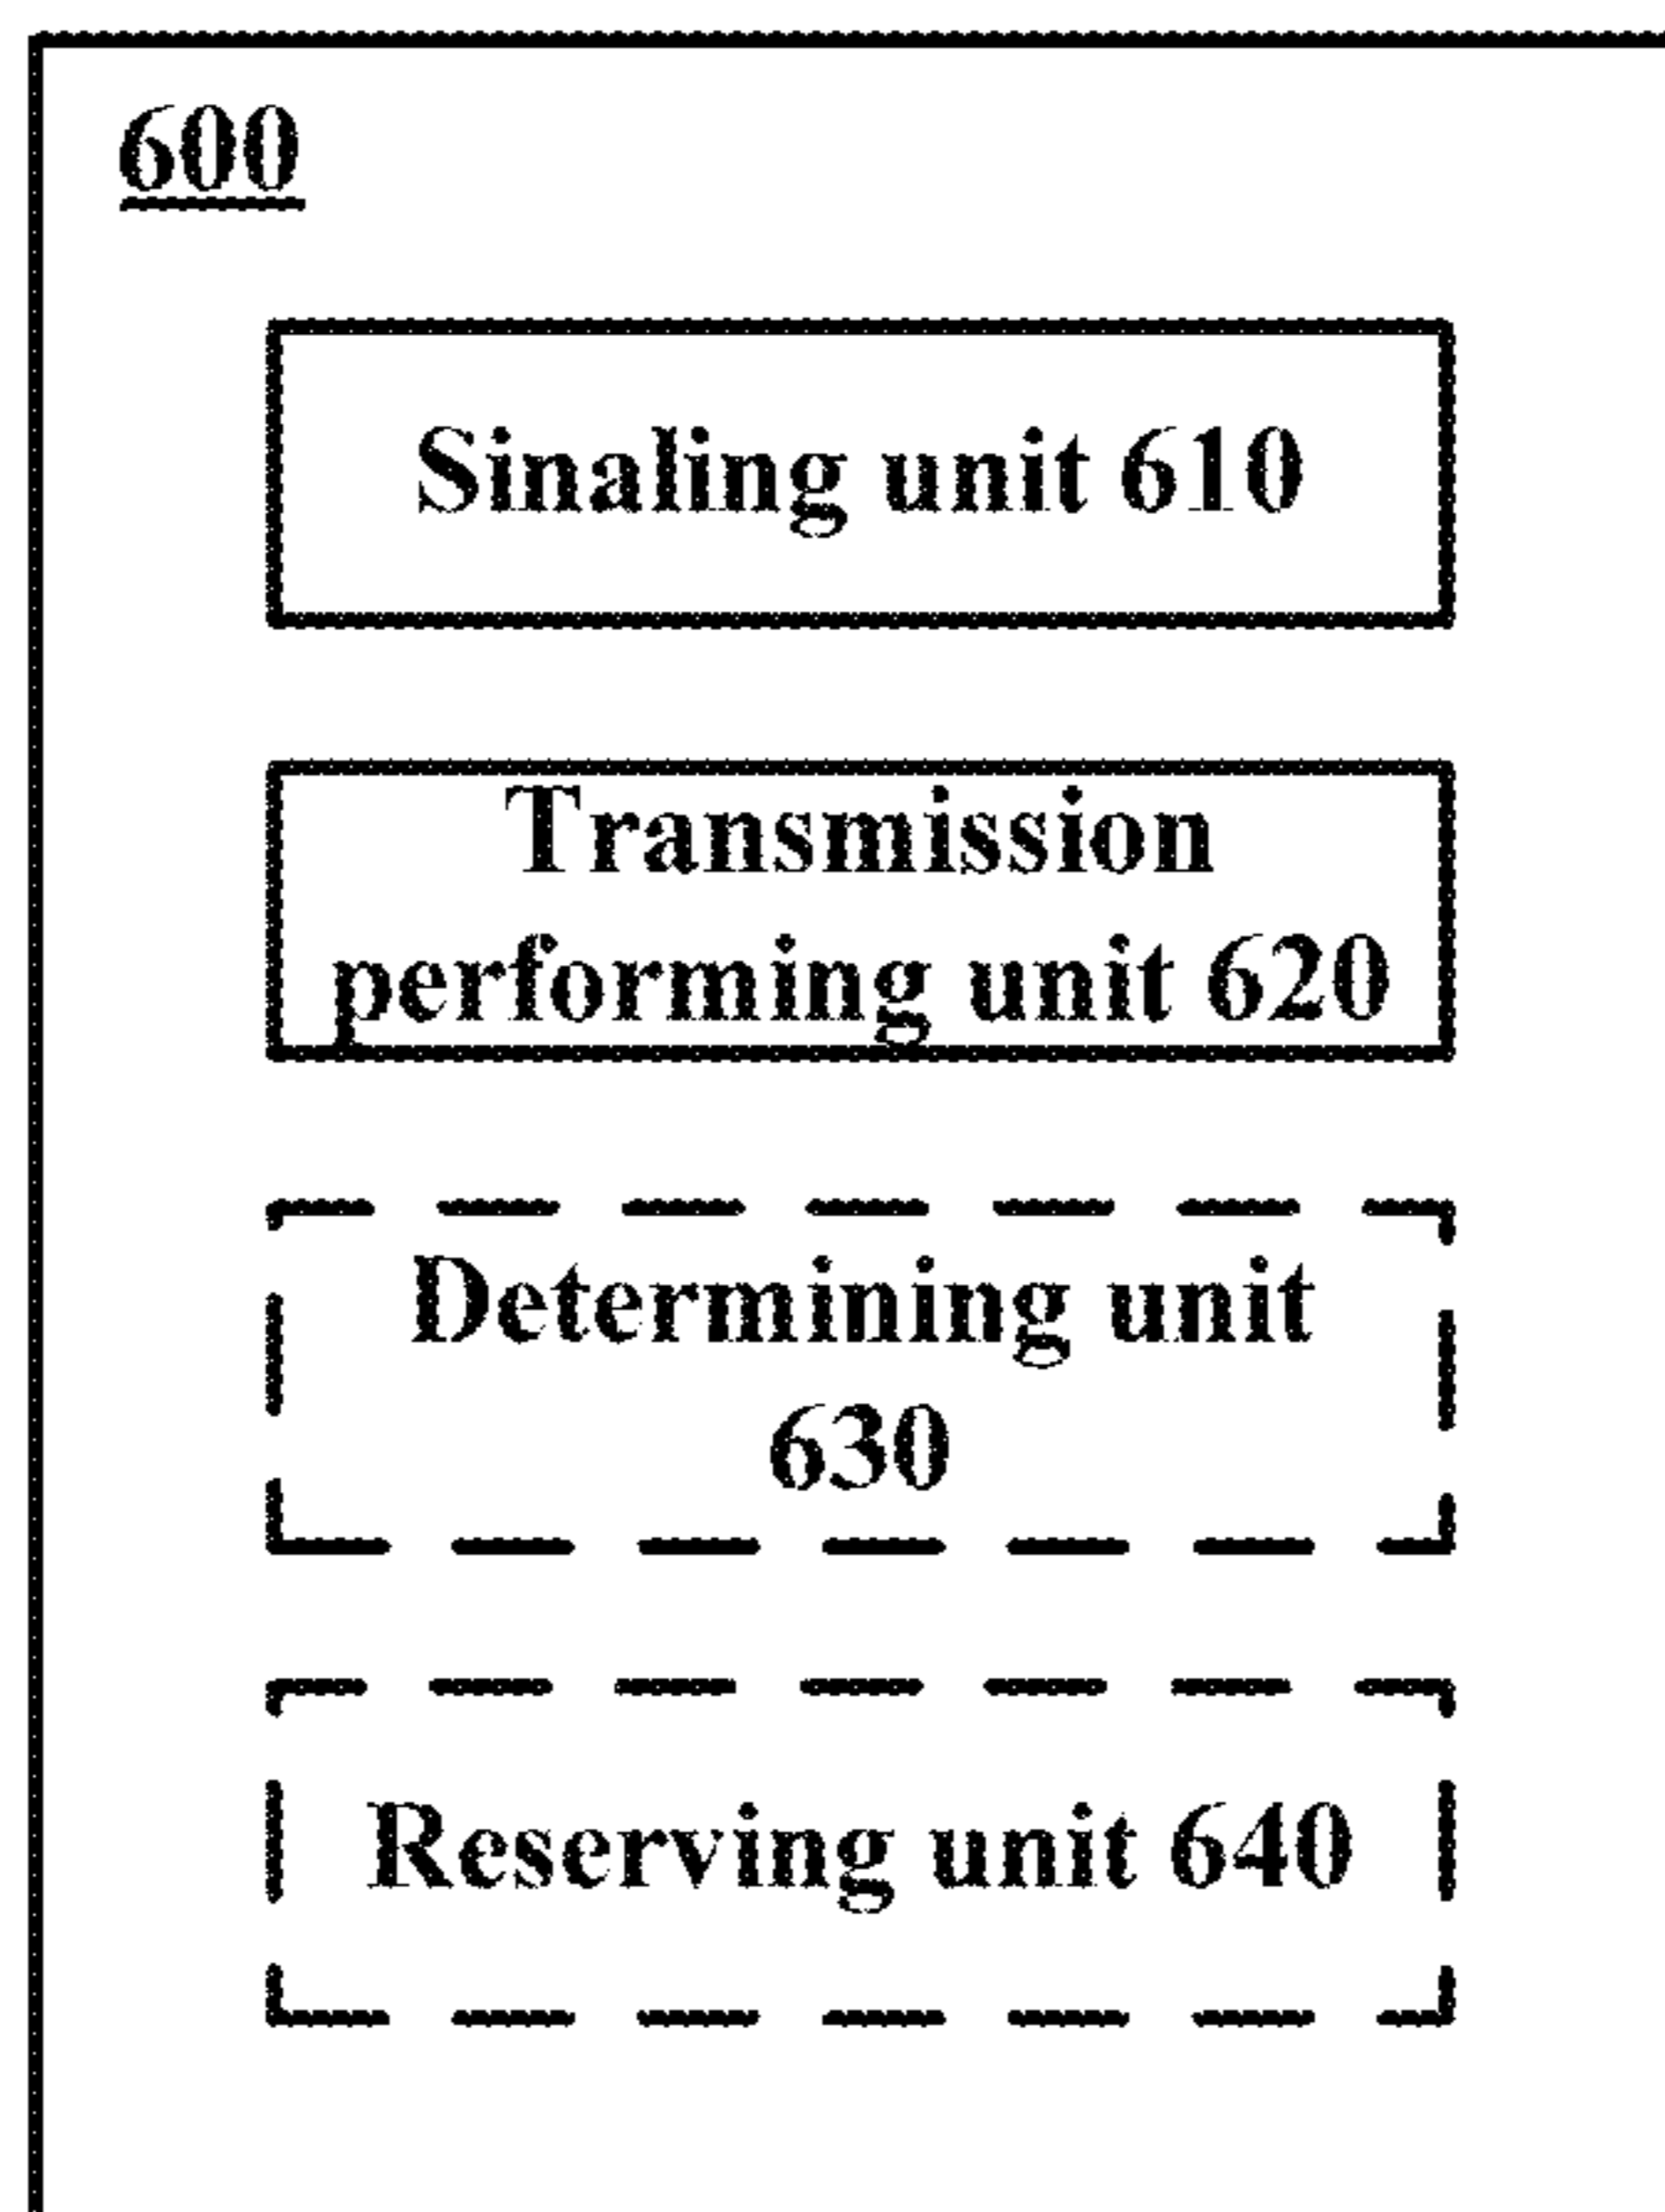 600
Sinaling unit 610
Transmission
performing unit 620
Determining unit
630
Reserving unit 640